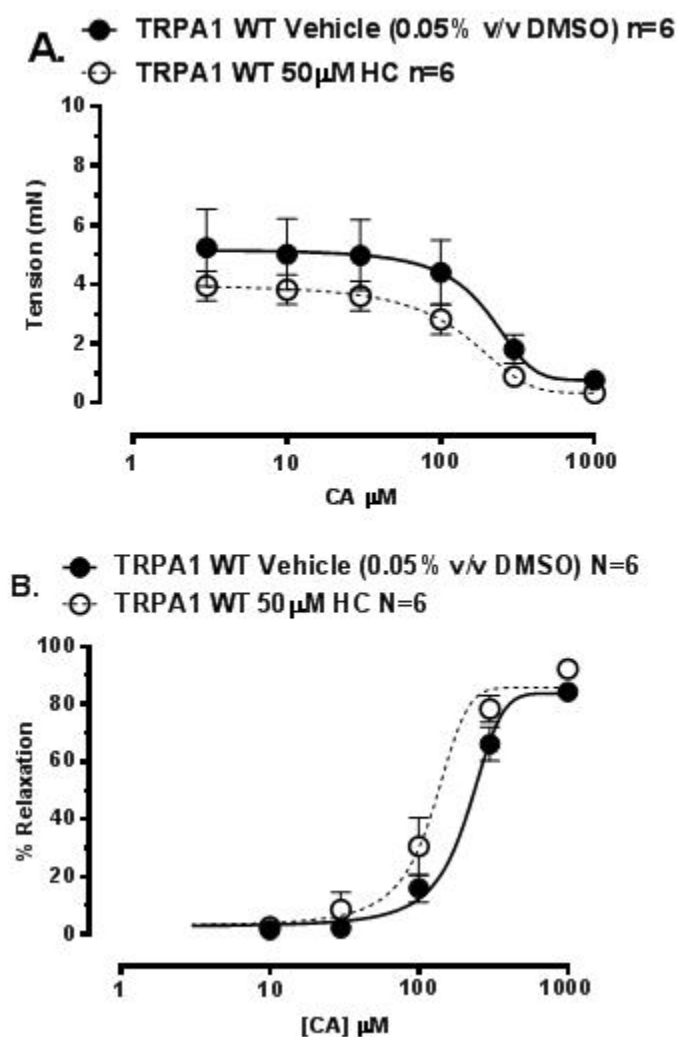 A.
TRPA1 WT Vehicle (0.05% v/v DMSO) n=6
TRPA1 WT 50μM HC n=6
10
8
6
4
2
0
Tension (mN)
1 10 100 1000
CA μM
B.
TRPA1 WT Vehicle (0.05% v/v DMSO) N=6
TRPA1 WT 50μM HC N=6
100
80
60
40
20
0
% Relaxation
1 10 100 1000
[CA] μM